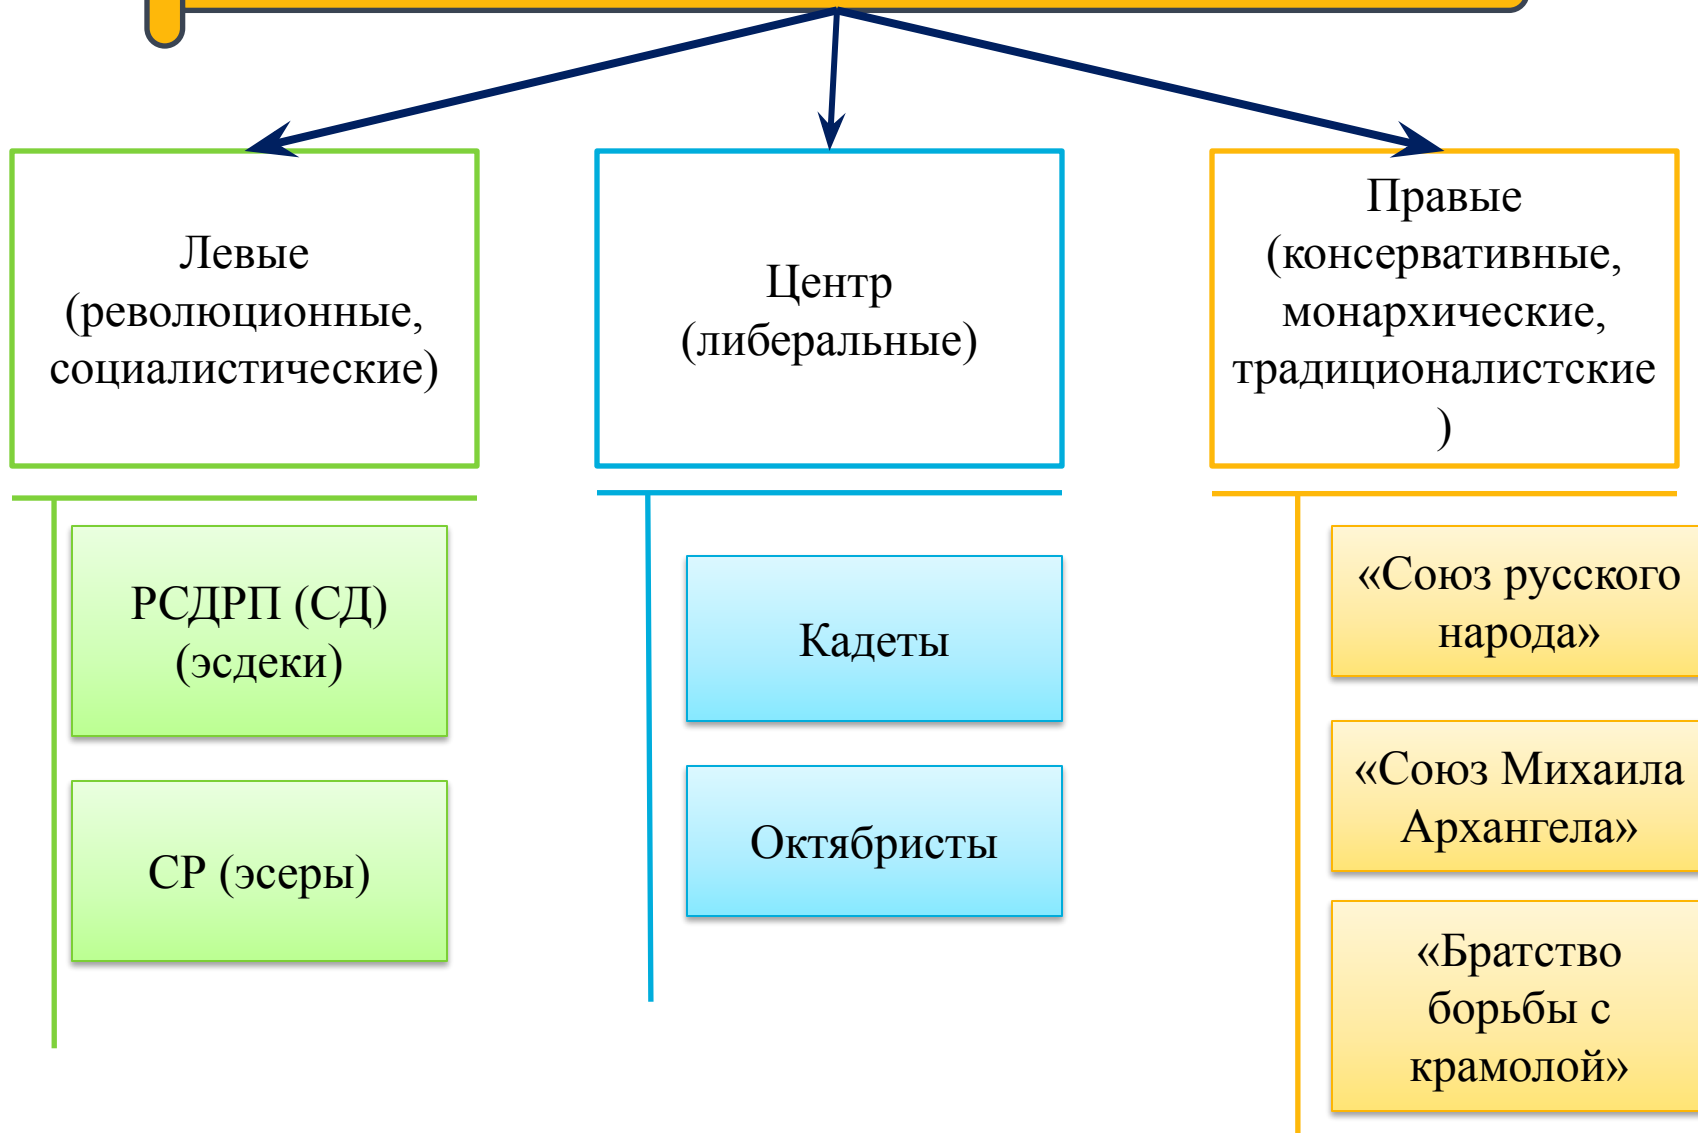 Левые
(революционные,
социалистические)
РСДРП (СД)
(эсдеки)
СР (эсеры)
Центр
(либеральные)
Кадеты
Октябристы
Правые
(консервативные,
монархические,
традиционалистские
)
«Союз русского
народа»
«Союз Михаила
Архангела»
«Братство
борьбы с
крамолой»